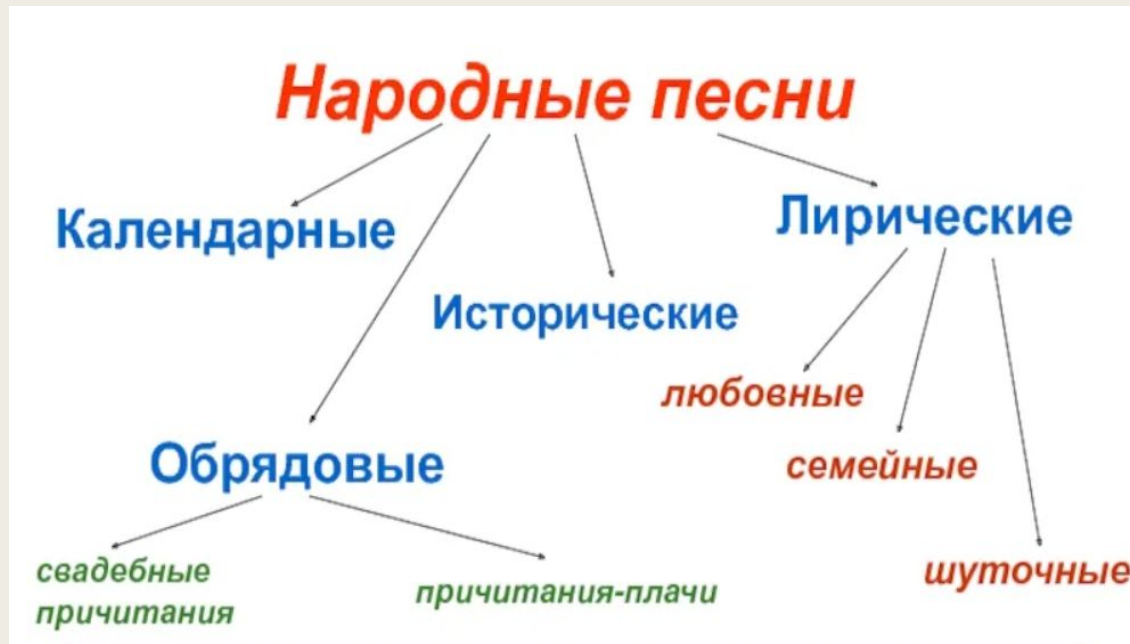 Народные песни
Календарные
Лирические
Исторические
любовные
семейные
Обрядовые
свадебные
причитания
причитания-плачи
шуточные